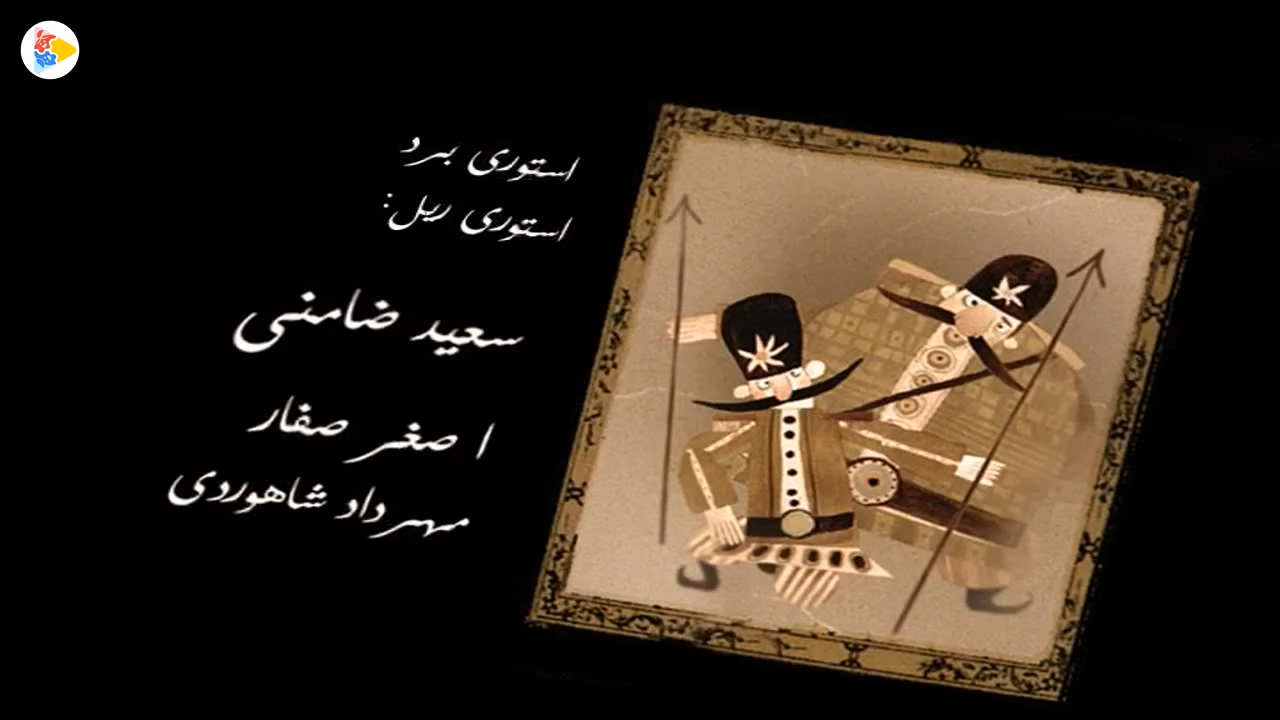 استوری برد
استوری ریل:
سعید ضامنی
اصغر صفار
مهرداد شاهوردی